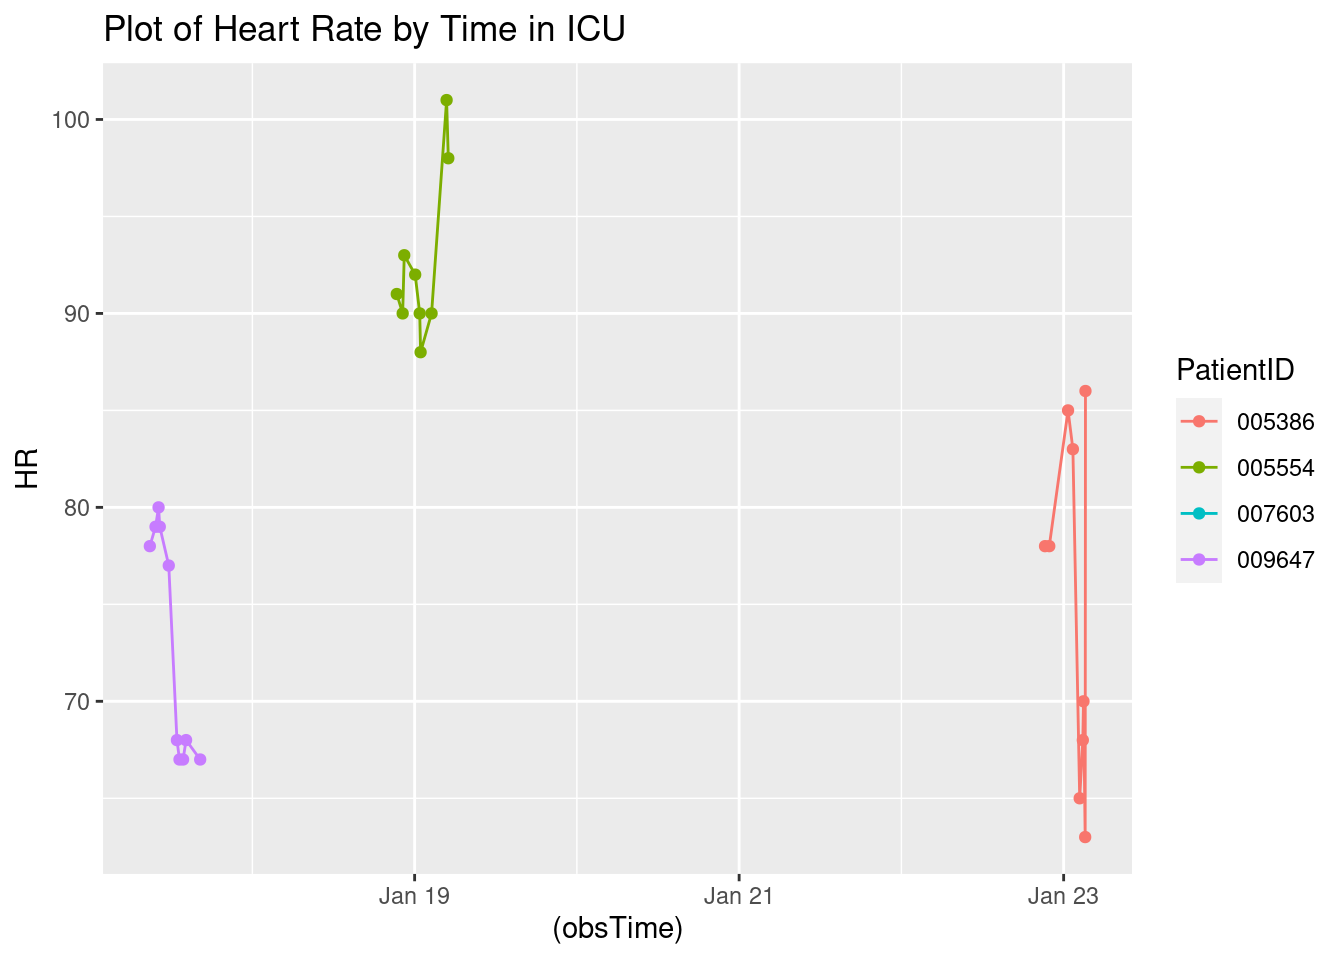 Plot of Heart Rate by Time in ICU
100
90
80
70
HR
Jan 19
Jan 21
Jan 23
(obsTime)
PatientID
005386
005554
007603
009647